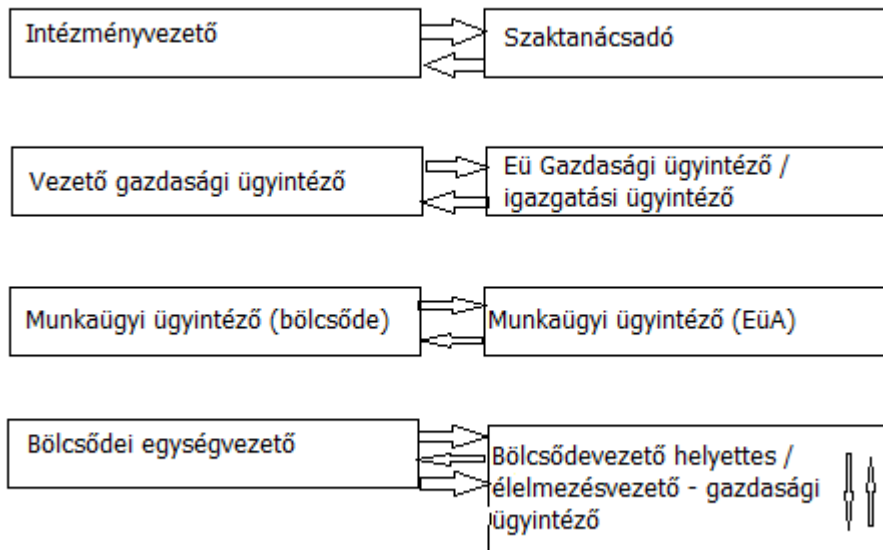 Intézményvezető
Szaktanácsadó
Vezető gazdasági ügyintéző
Eü Gazdasági ügyintéző /
igazgatási ügyintéző
Munkaügyi ügyintéző (bölcsőde)
Munkaügyi ügyintéző (EüA)
Bölcsődei egységvezető
Bölcsődevezető helyettes /
élelmezésvezető - gazdasági
ügyintéző